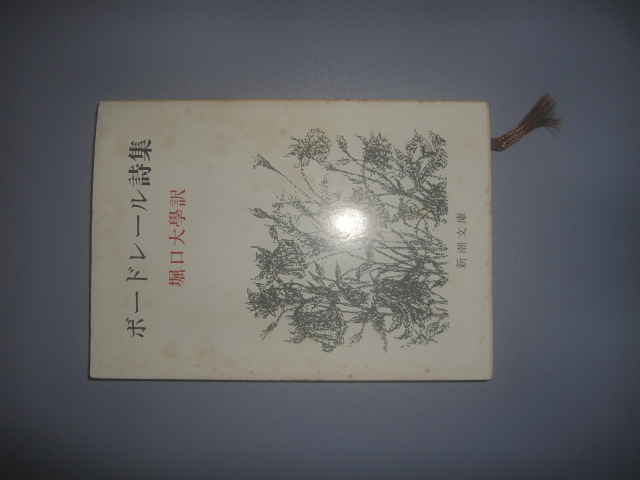 ボードレール詩集
堀口大學訳
新潮文庫